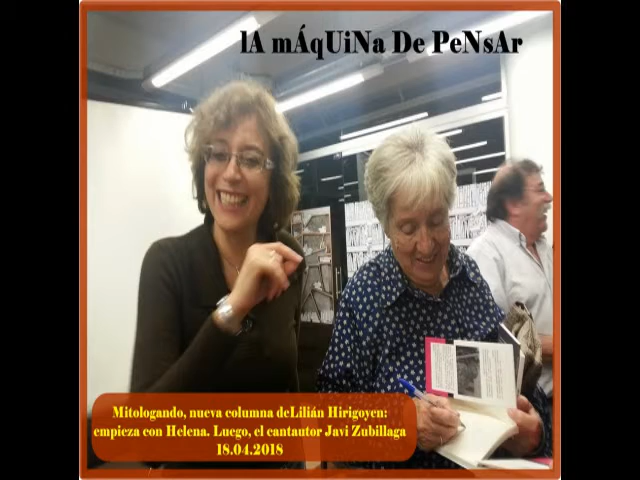 lA mÁqUiNa De PeNsAr
Mitologando, nueva columna deLilián Hirigoyen:
empieza con Helena. Luego, el cantautor Javi Zubillaga
18.04.2018